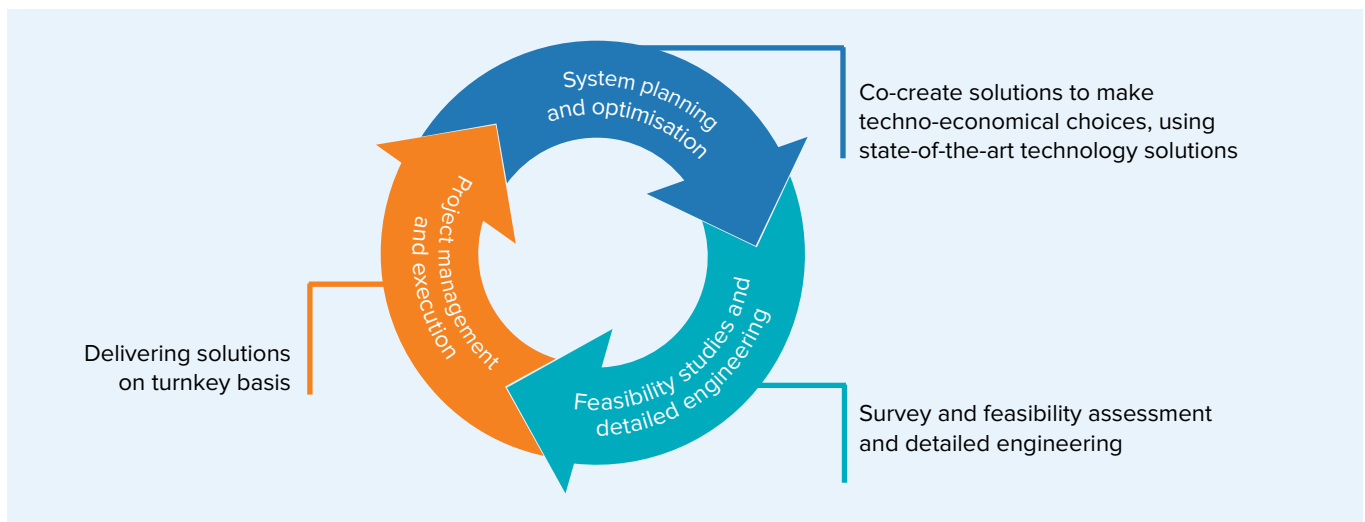 System planning
and optimisation
Co-create solutions to make
techno-economical choices, using
state-of-the-art technology solutions
Feasibility studies and
detailed engineering
Survey and feasibility assessment
and detailed engineering
Project management
and execution
Delivering solutions
on turnkey basis